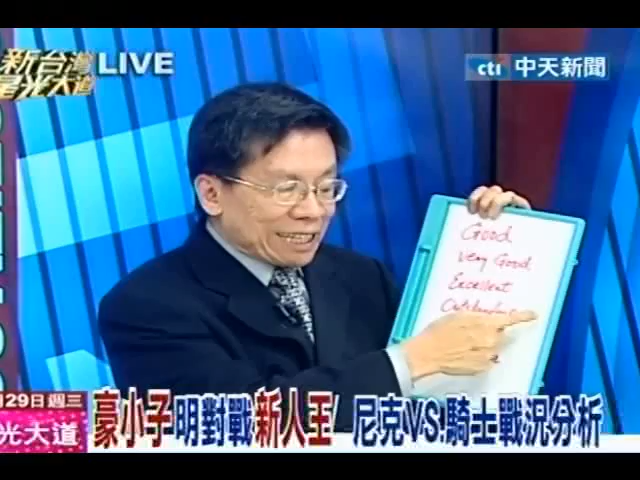 新台灣
星光大道
LIVE
cti 中天新聞
Good
Very Good
Excellent
月29日週三
光大道
豪小子明對戰新人王 尼克VS.騎士戰況分析